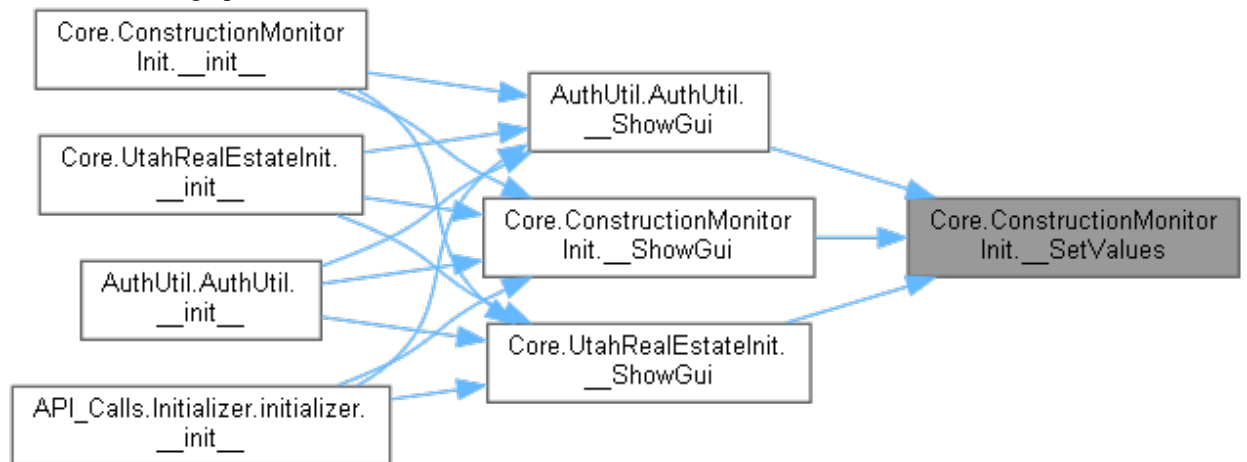 Core.ConstructionMonitor
Init.__init__
Core.UtahRealEstateInit.
__init__
AuthUtil.AuthUtil.
__init__
API_Calls.Initializer.initializer.
__init__
AuthUtil.AuthUtil.
__ShowGui
Core.ConstructionMonitor
Init.__ShowGui
Core.UtahRealEstateInit.
__ShowGui
Core.ConstructionMonitor
Init.__SetValues